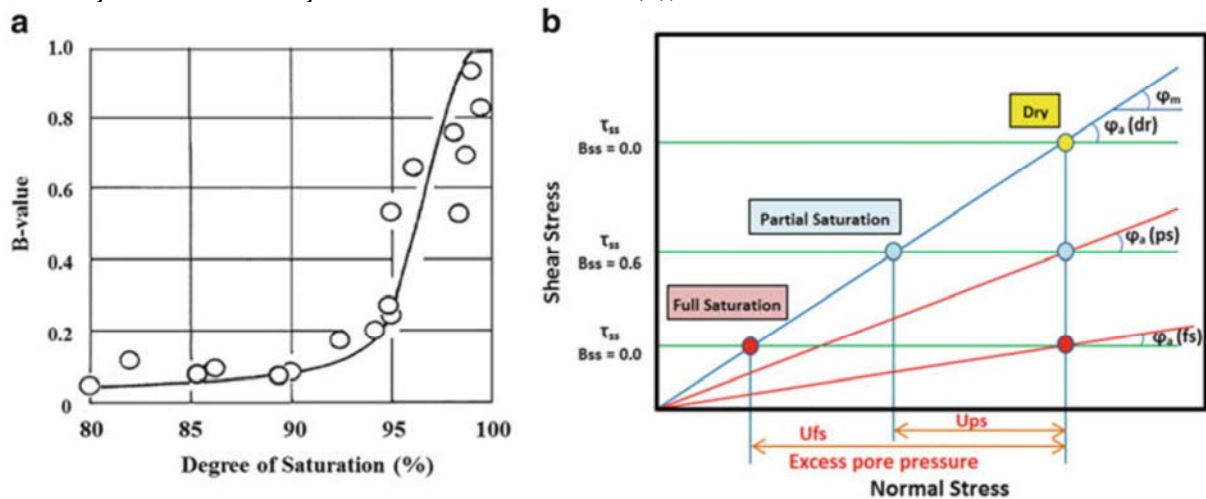 a
1.0
0.8
0.6
0.4
0.2
0
B-value
80
85
90
95
100
Degree of Saturation (%)
b
Shear Stress
τss
Bss = 0.0
τss
Bss = 0.6
τss
Bss = 0.0
Dry
Partial Saturation
Full Saturation
φm
φa (dr)
φa (ps)
φa (fs)
Ups
Ufs
Excess pore pressure
Normal Stress